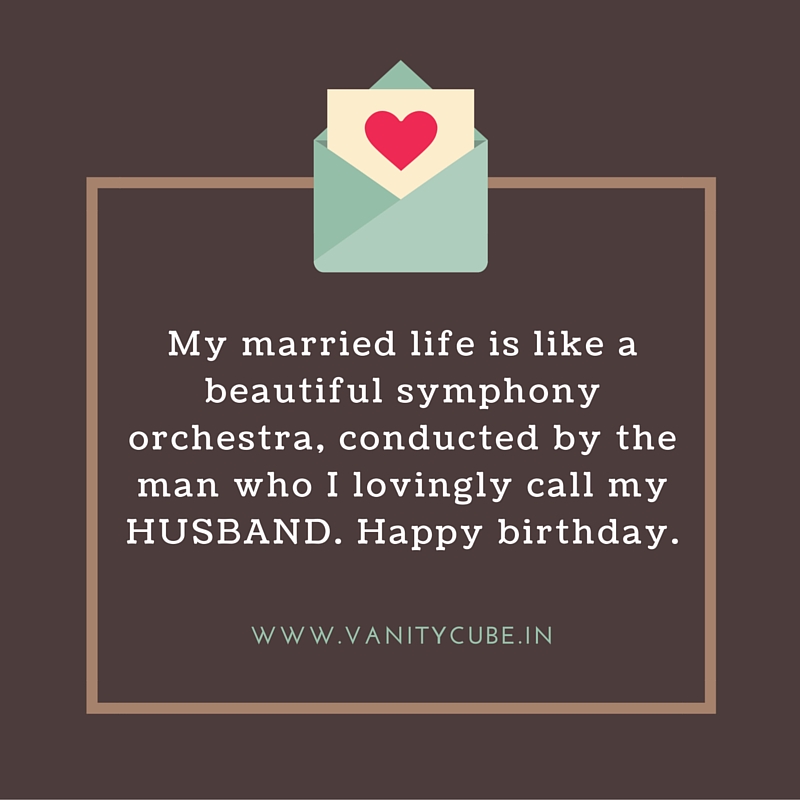 My married life is like a
beautiful symphony
orchestra, conducted by the
man who I lovingly call my
HUSBAND. Happy birthday.
WWW.VANITYCUBE.IN